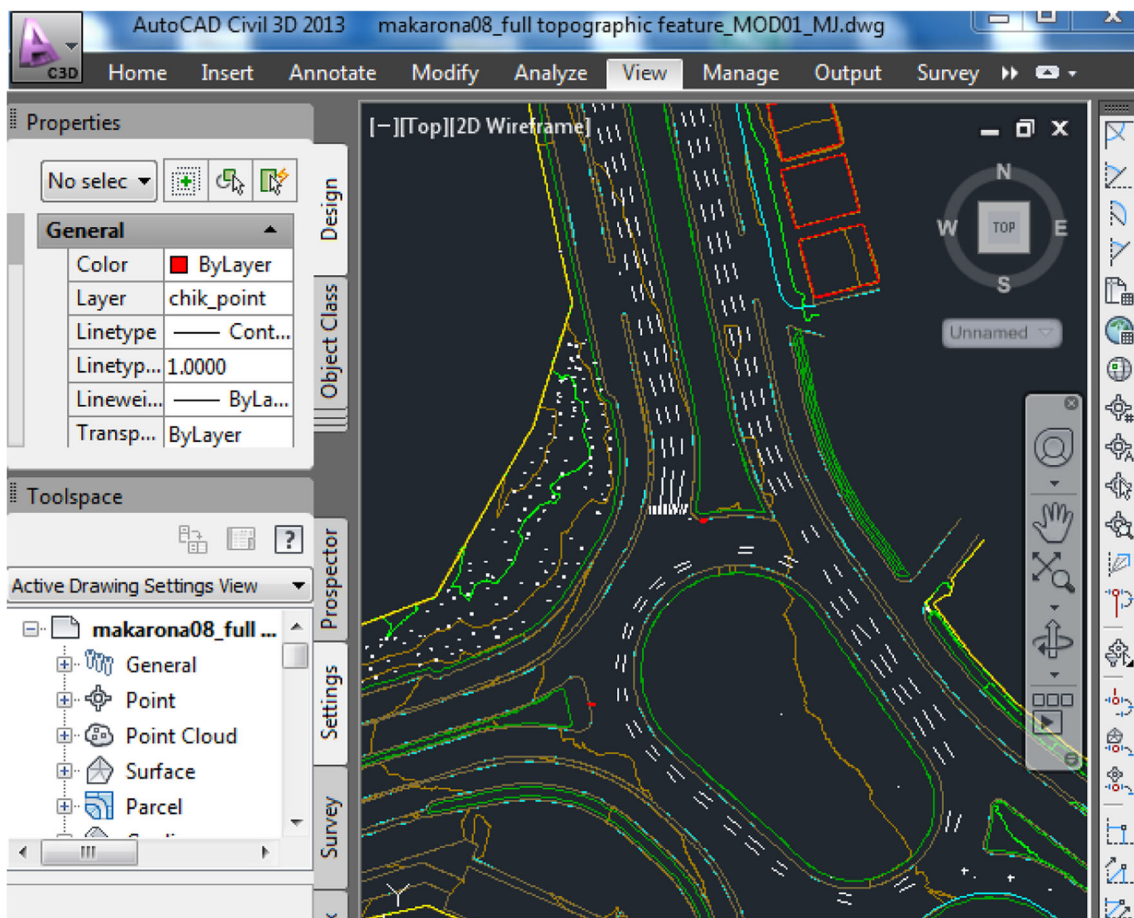 AutoCAD Civil 3D 2013 makarona08_full topographic feature_MOD01_MJ.dwg
C3D
Home Insert Annotate Modify Analyze View Manage Output Survey
Properties
[−][Top][2D Wireframe]
No selec
General
Color ByLayer
Layer chik_point
Linetype Cont...
Linetyp... 1.0000
Linewei... ByLa...
Transp... ByLayer
Design
Object Class
N
W TOP E
S
Unnamed
Toolspace
?
Active Drawing Settings View
makarona08_full ...
General
Point
Point Cloud
Surface
Parcel
Prospector
Settings
Survey
Y